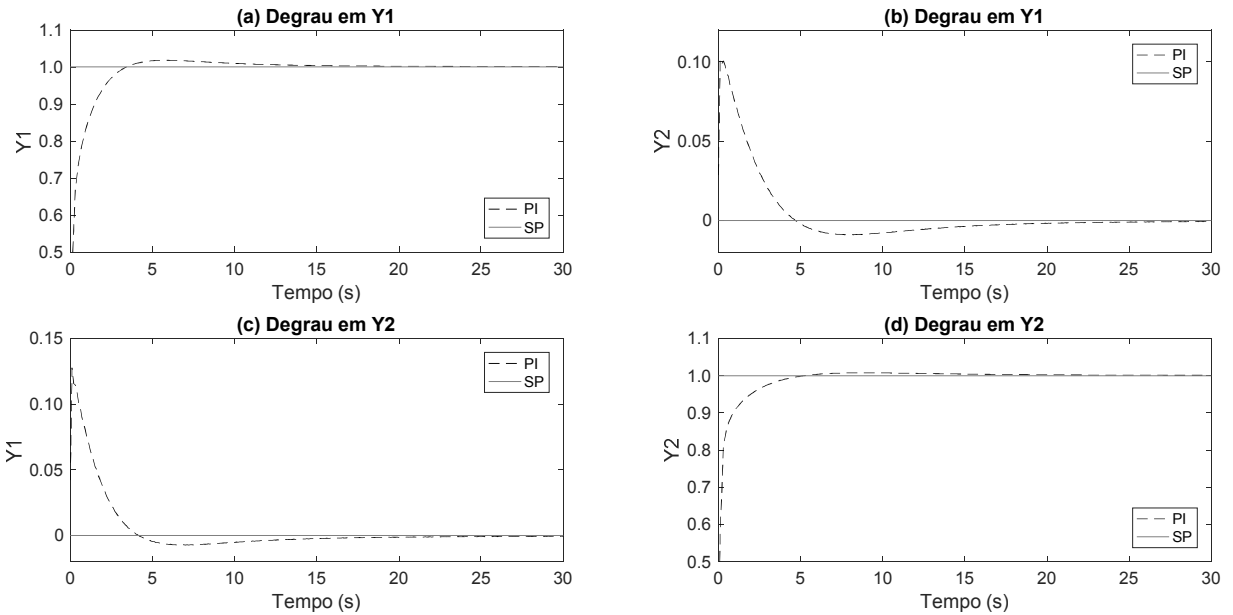 (a) Degrau em Y1
1.1
1.0
0.9
0.8
0.7
0.6
0.5
Y1
PI
SP
0 5 10 15 20 25 30
Tempo (s)
(b) Degrau em Y1
0.10
0.05
0
Y2
PI
SP
0 5 10 15 20 25 30
Tempo (s)
(c) Degrau em Y2
0.15
0.10
0.05
0
Y1
PI
SP
0 5 10 15 20 25 30
Tempo (s)
(d) Degrau em Y2
1.1
1.0
0.9
0.8
0.7
0.6
0.5
Y2
PI
SP
0 5 10 15 20 25 30
Tempo (s)